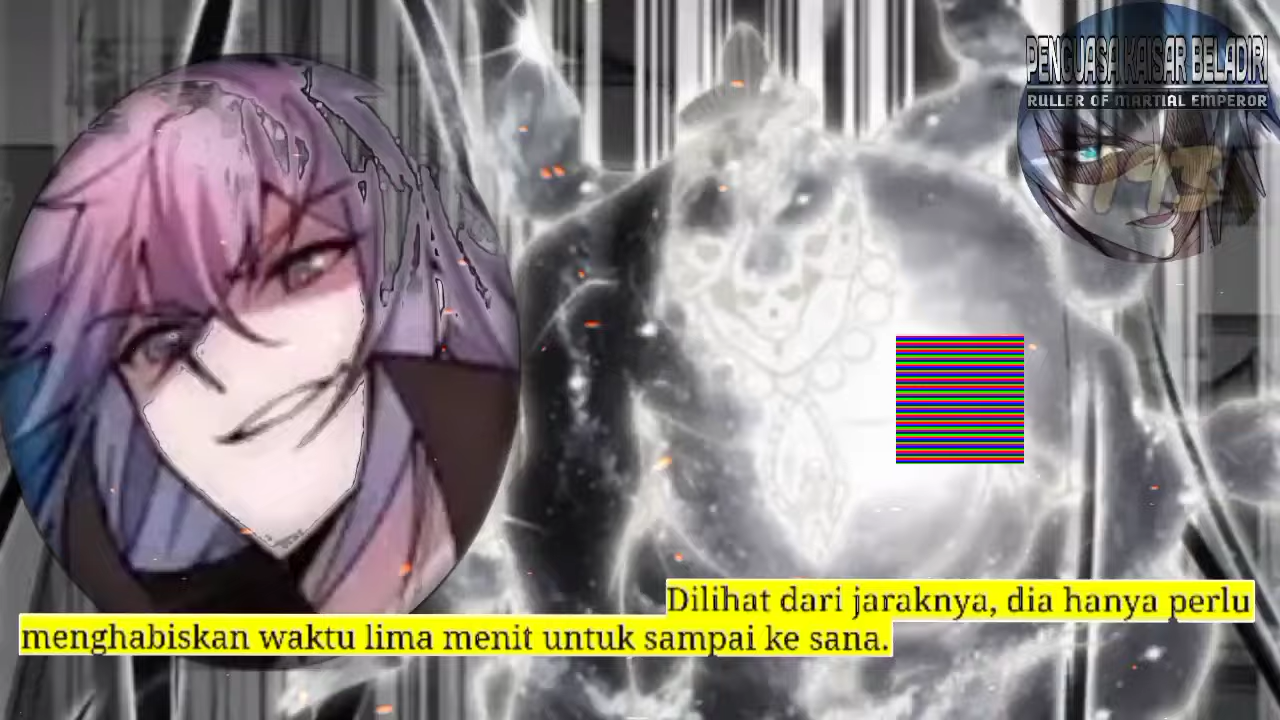 PENGUASA KAISAR BELADIRI
RULLER OF MARTIAL EMPEROR
Dilihat dari jaraknya, dia hanya perlu
menghabiskan waktu lima menit untuk sampai ke sana.